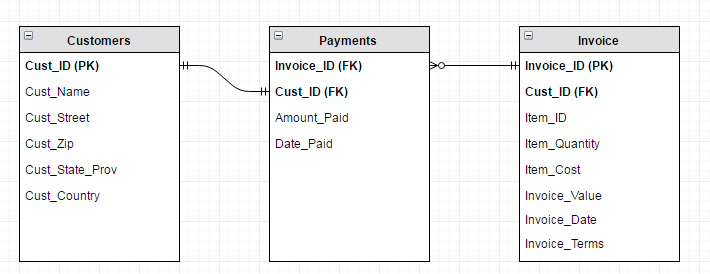 Customers
Cust_ID (PK)
Cust_Name
Cust_Street
Cust_Zip
Cust_State_Prov
Cust_Country
Payments
Invoice_ID (FK)
Cust_ID (FK)
Amount_Paid
Date_Paid
Invoice
Invoice_ID (PK)
Cust_ID (FK)
Item_ID
Item_Quantity
Item_Cost
Invoice_Value
Invoice_Date
Invoice_Terms